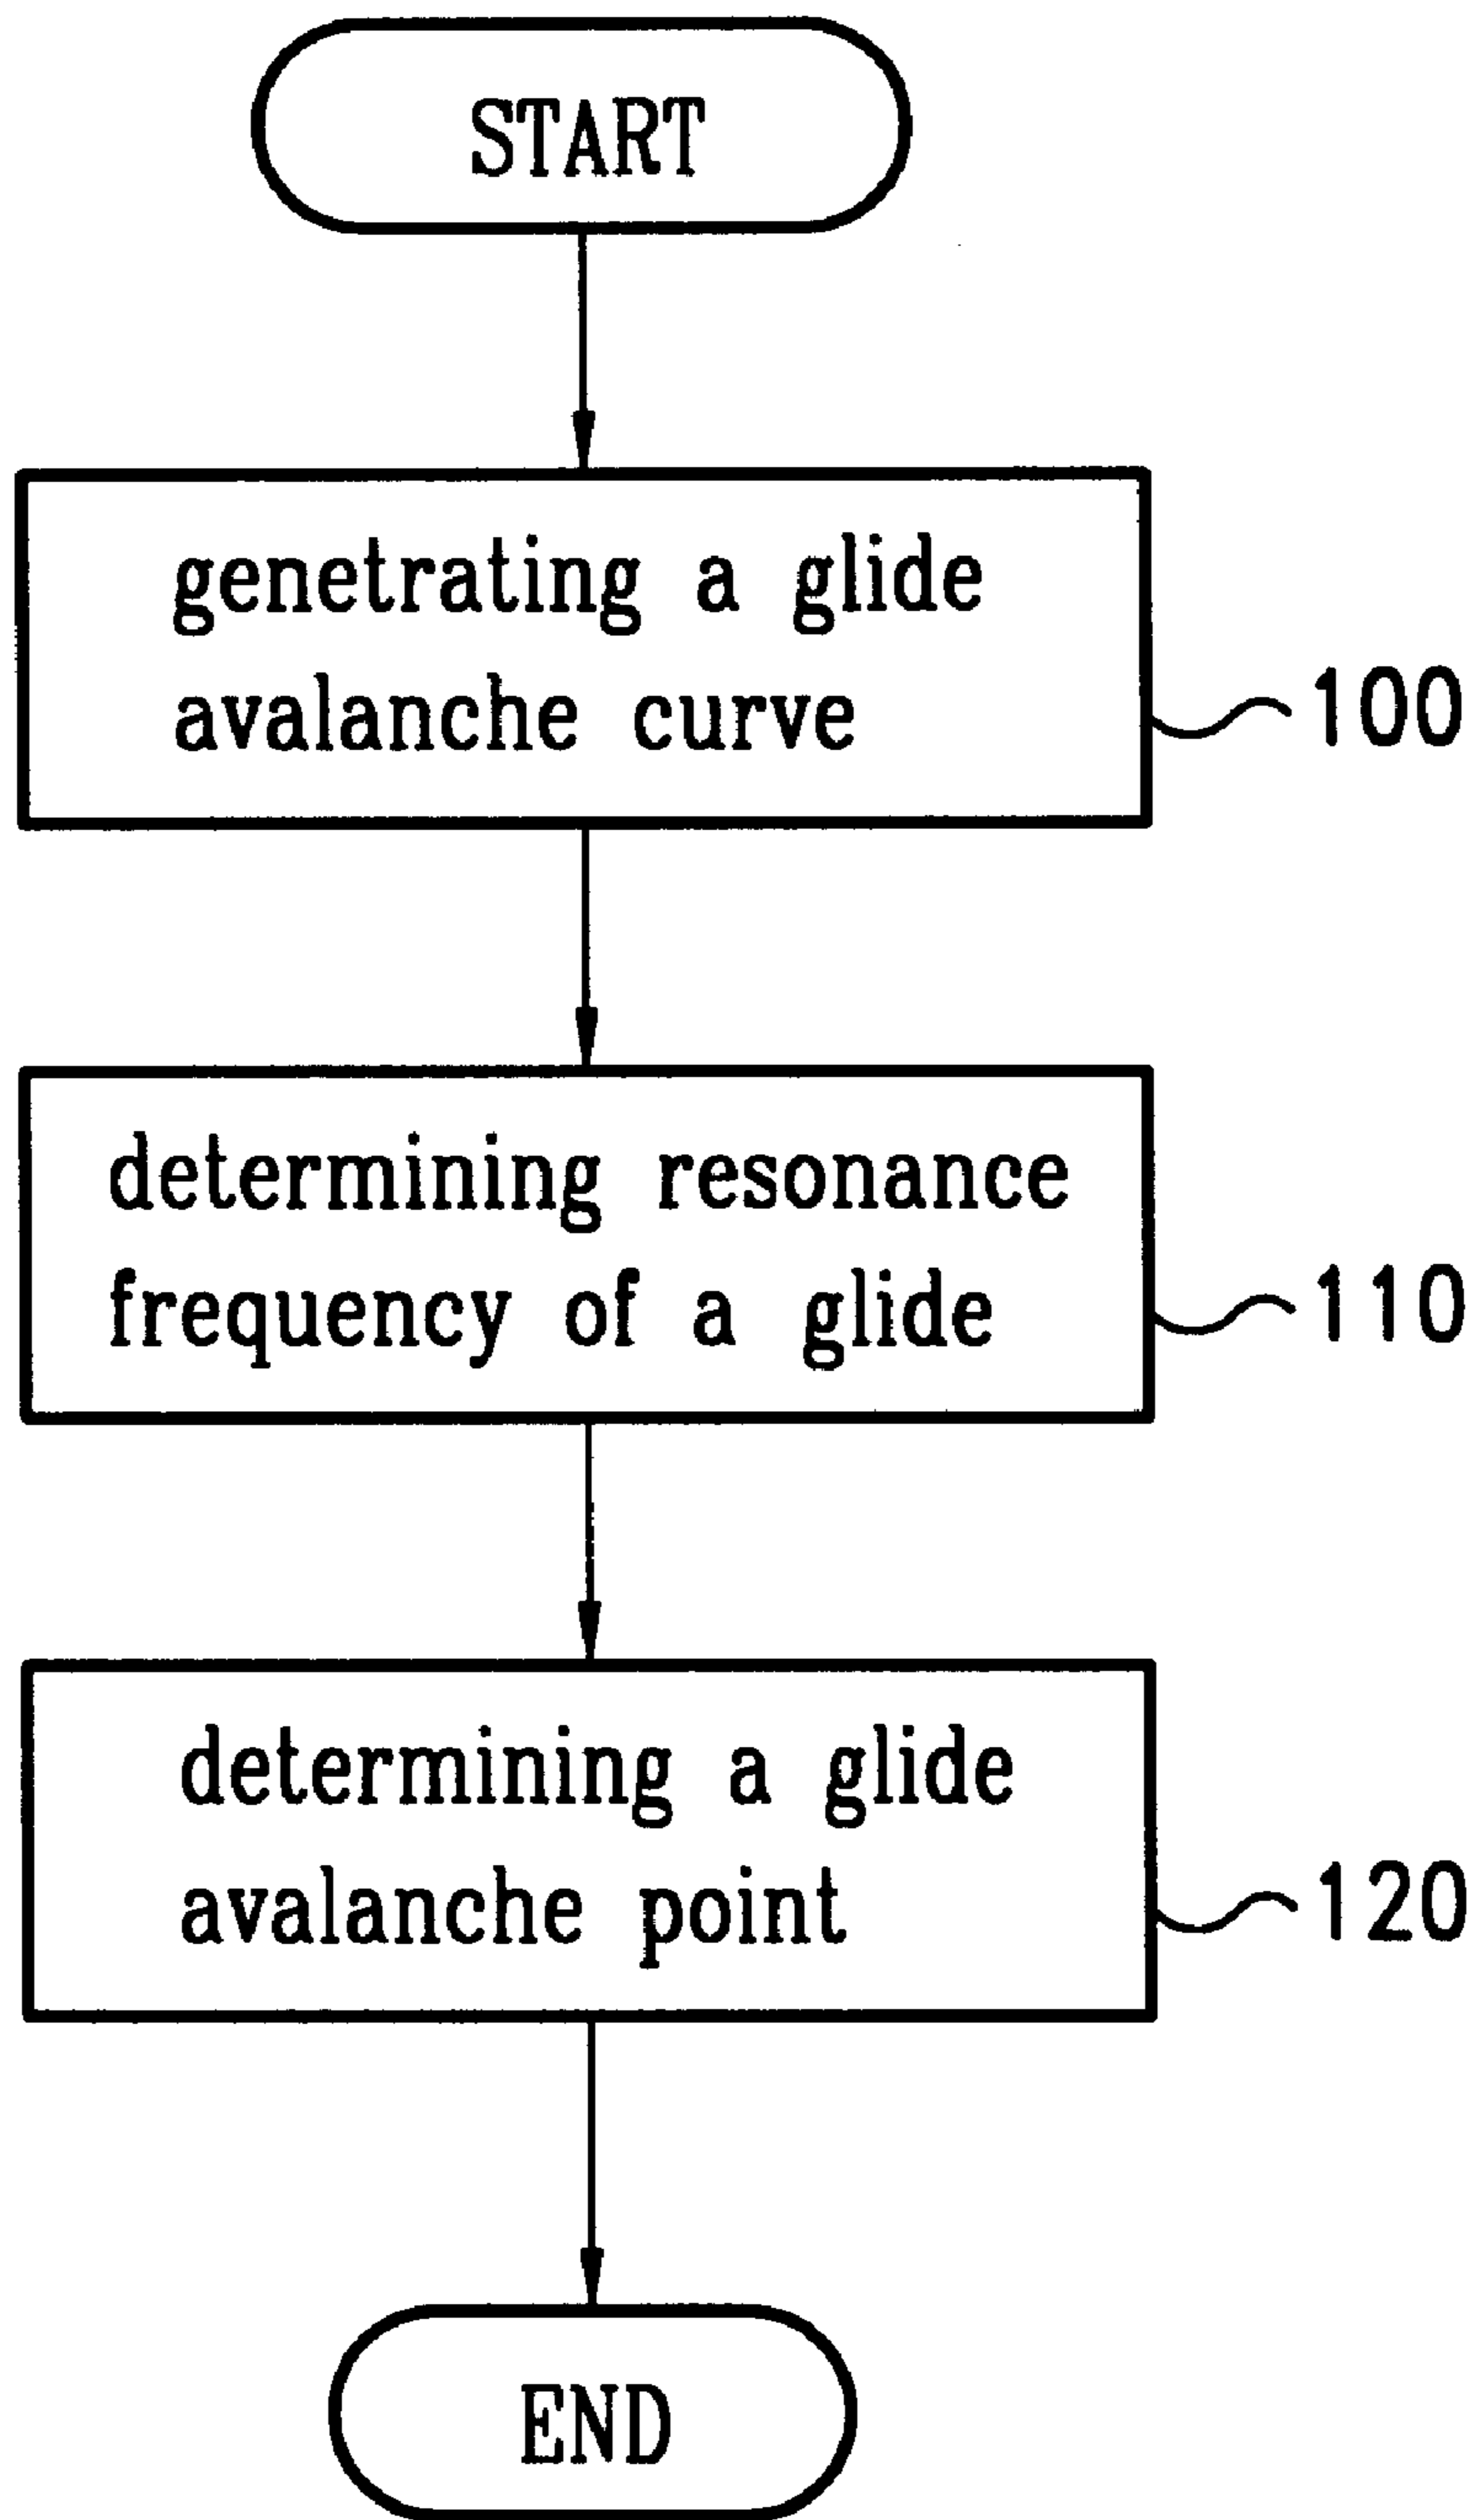 START
genetrating a glide
avalanche curve
100
determining resonance
frequency of a glide
110
determining a glide
avalanche point
120
END